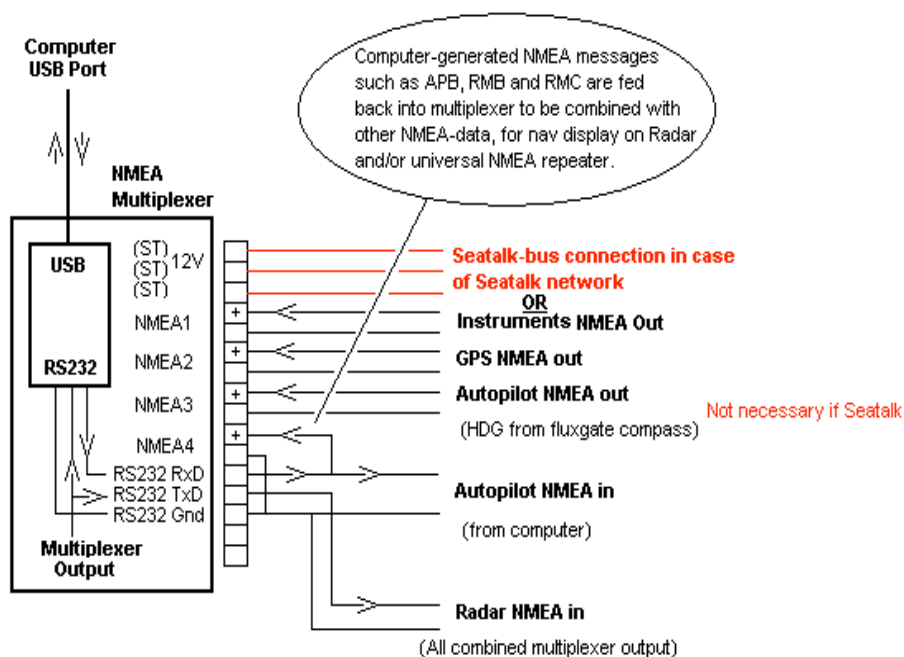 Computer
USB Port
Computer-generated NMEA messages
such as APB, RMB and RMC are fed
back into multiplexer to be combined with
other NMEA-data, for nav display on Radar
and/or universal NMEA repeater.
NMEA
Multiplexer
USB
RS232
(ST)
(ST) 12V
(ST)
Seatalk-bus connection in case
of Seatalk network
OR
NMEA1
+
Instruments NMEA Out
NMEA2
+
GPS NMEA out
NMEA3
+
Autopilot NMEA out
Not necessary if Seatalk
(HDG from fluxgate compass)
NMEA4
+
RS232 RxD
RS232 TxD
RS232 Gnd
Autopilot NMEA in
(from computer)
Multiplexer
Output
Radar NMEA in
(All combined multiplexer output)